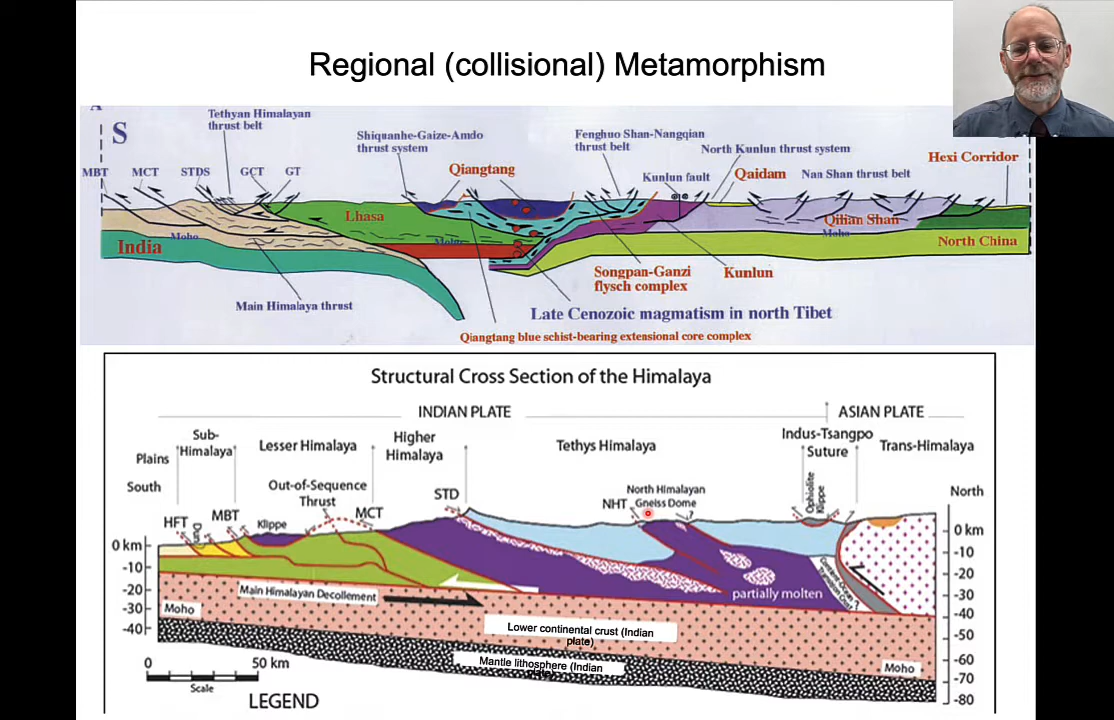 Regional (collisional) Metamorphism
A
S
Tethyan Himalayan
thrust belt
Shiquanhe-Gaize-Amdo
thrust system
Fenghuo Shan-Nangqian
thrust belt
North Kunlun thrust system
Hexi Corridor
MBT
MCT
STDS
GCT
GT
Qiangtang
Kunlun fault
Qaidam
Nan Shan thrust belt
Lhasa
Qilian Shan
India
Moho
Moho
Moho
North China
Songpan-Ganzi
flysch complex
Kunlun
Main Himalaya thrust
Late Cenozoic magmatism in north Tibet
Qiangtang blue schist-bearing extensional core complex
Structural Cross Section of the Himalaya
INDIAN PLATE
ASIAN PLATE
Plains
Sub-
Himalaya
Lesser Himalaya
Higher
Himalaya
Tethys Himalaya
Indus-Tsangpo
Suture
Trans-Himalaya
South
Out-of-Sequence
Thrust
STD
NHT
North Himalayan
Gneiss Dome
?
Ophiolite
Klippe
North
HFT
Dun
MBT
Klippe
MCT
0 km
-10
-20
-30
-40
0 km
-10
-20
-30
-40
-50
-60
-70
-80
partially molten
?
Main Himalayan Decollement
Moho
Lower continental crust (Indian
plate)
Mantle lithosphere (Indian
Moho
0
50 km
Scale
LEGEND